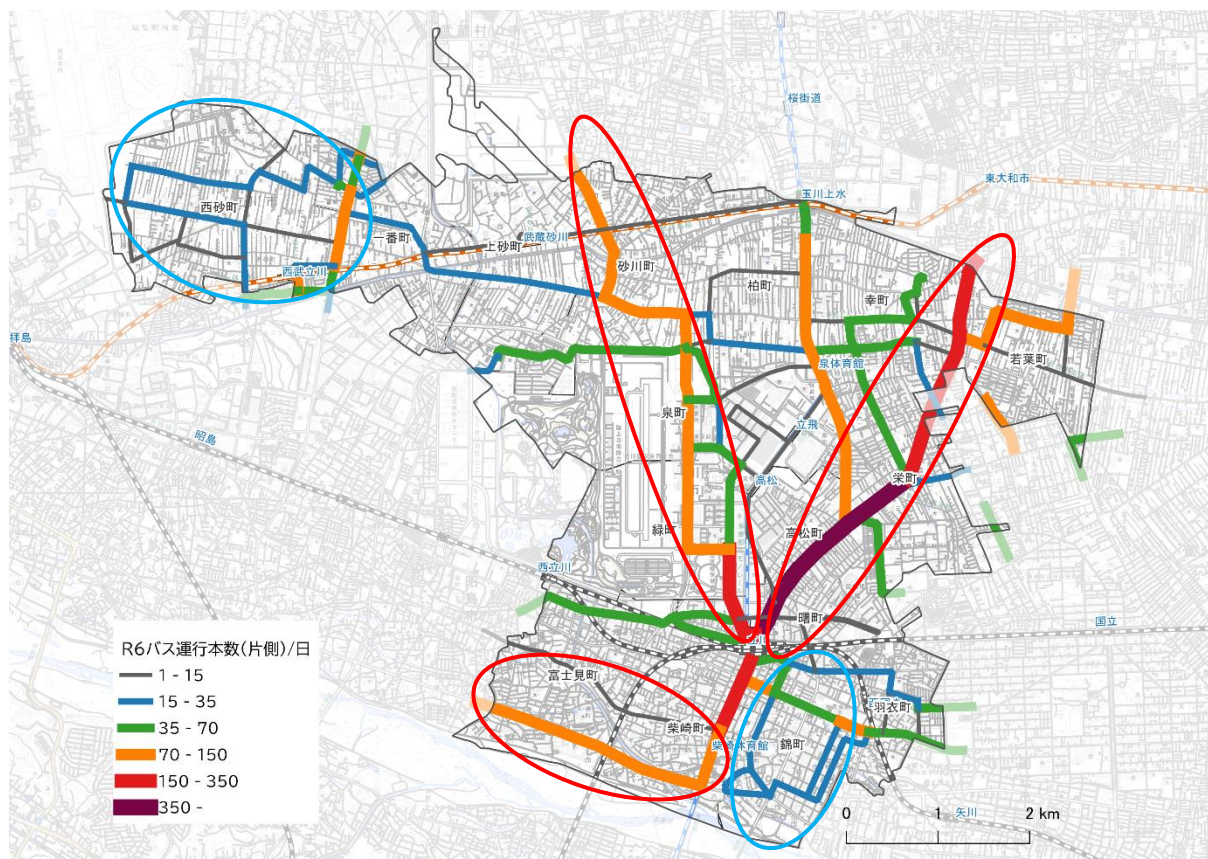 桜街道
東大和市
玉川上水
西砂町
一番町
武蔵砂川
上砂町
砂川町
柏町
幸町
西武立川
拝島
若葉町
泉体育館
泉町
立飛
昭島
高松
栄町
緑町
高松町
西立川
曙町
国立
R6バス運行本数(片側)/日
1 - 15
15 - 35
35 - 70
70 - 150
150 - 350
350 -
富士見町
羽衣町
柴崎町
柴崎体育館
錦町
矢川
0 1 2 km